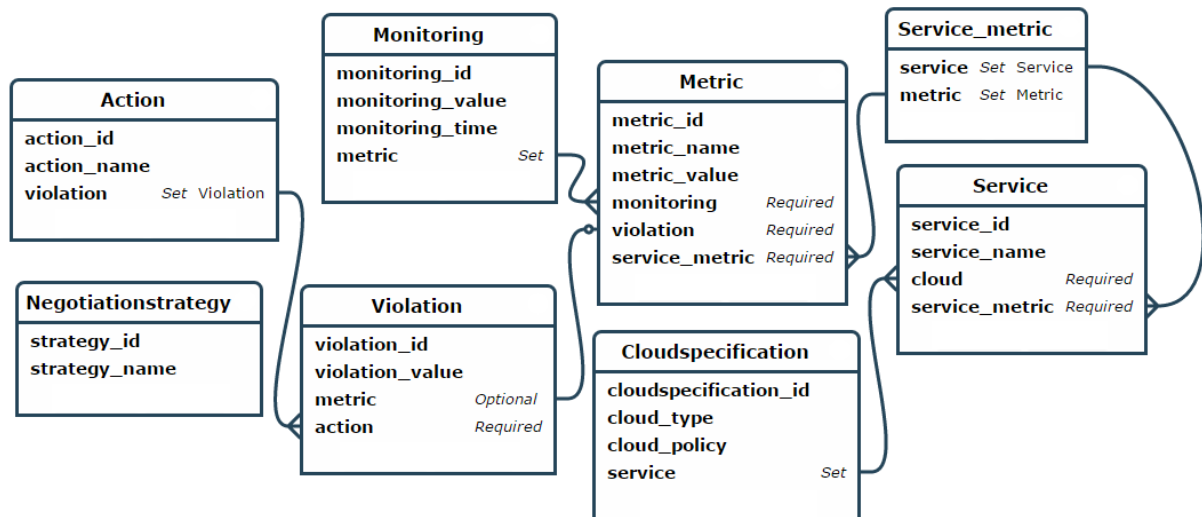 Action
action_id
action_name
violation Set Violation
Negotiationstrategy
strategy_id
strategy_name
Monitoring
monitoring_id
monitoring_value
monitoring_time
metric Set
Violation
violation_id
violation_value
metric Optional
action Required
Metric
metric_id
metric_name
metric_value
monitoring Required
violation Required
service_metric Required
Cloudspecification
cloudspecification_id
cloud_type
cloud_policy
service Set
Service_metric
service Set Service
metric Set Metric
Service
service_id
service_name
cloud Required
service_metric Required